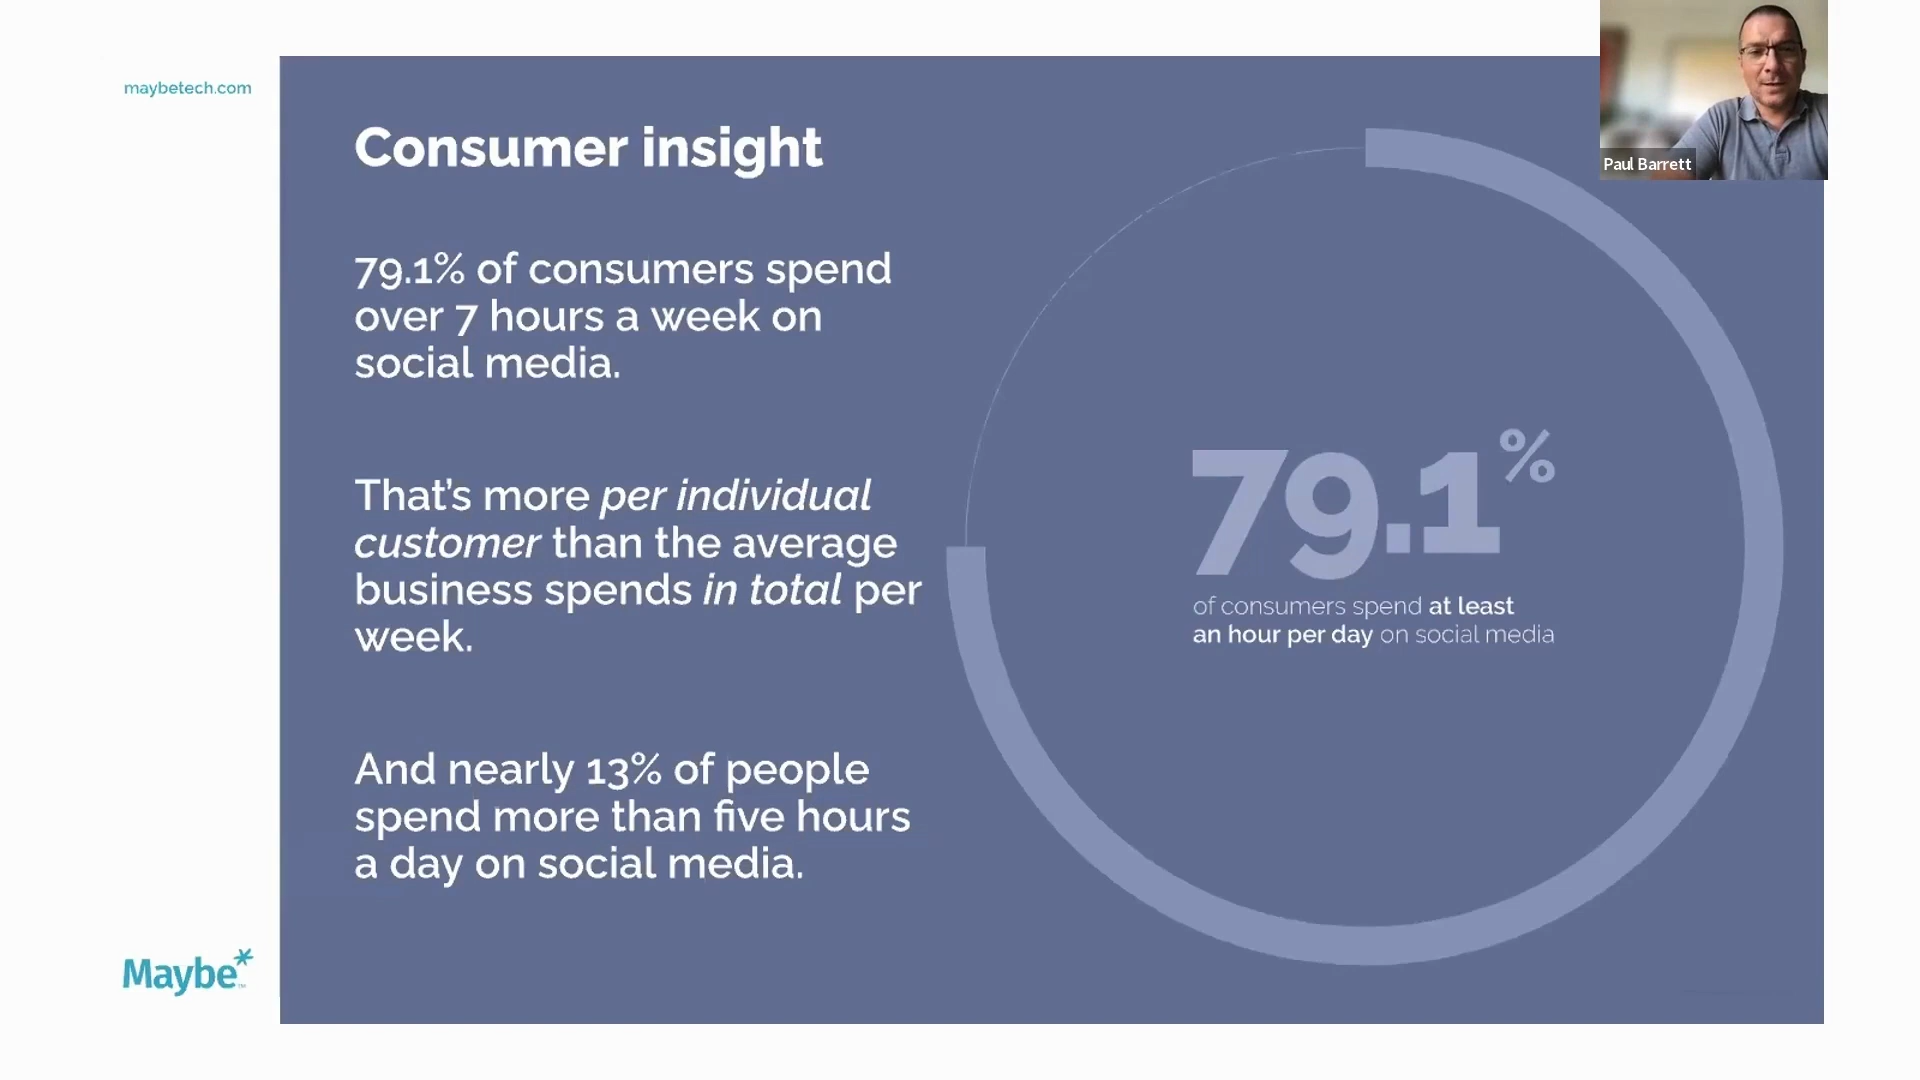 maybetech.com
Consumer insight
79.1% of consumers spend
over 7 hours a week on
social media.
That's more per individual
customer than the average
business spends in total per
week.
And nearly 13% of people
spend more than five hours
a day on social media.
79.1%
of consumers spend at least
an hour per day on social media
Paul Barrett
Maybe*™